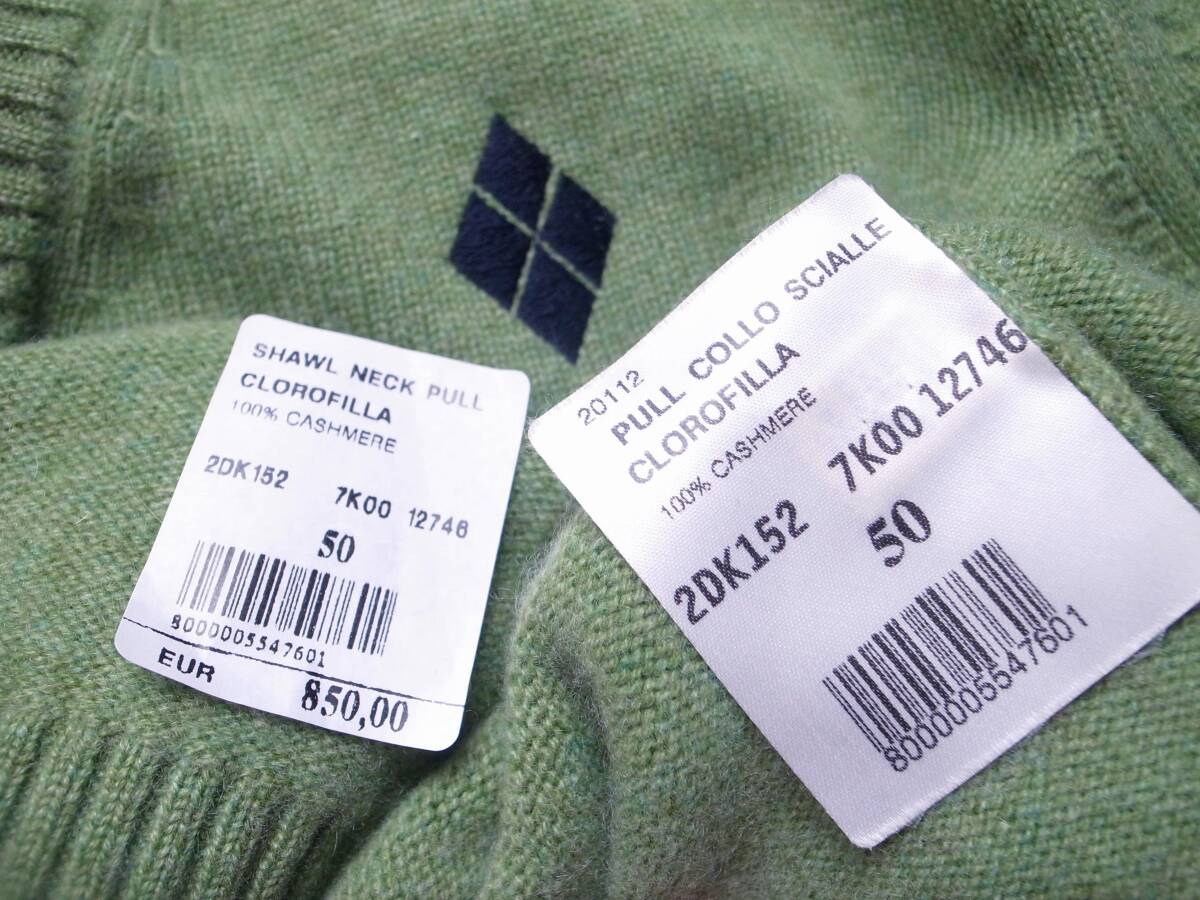 SHAWL NECK PULL
CLOROFILLA
100% CASHMERE
2DK152 7K00 12746
50
8000005547601
EUR 850,00
20112
PULL COLLO SCIALLE
CLOROFILLA
100% CASHMERE
2DK152 7K00 12746
50
8000005547601